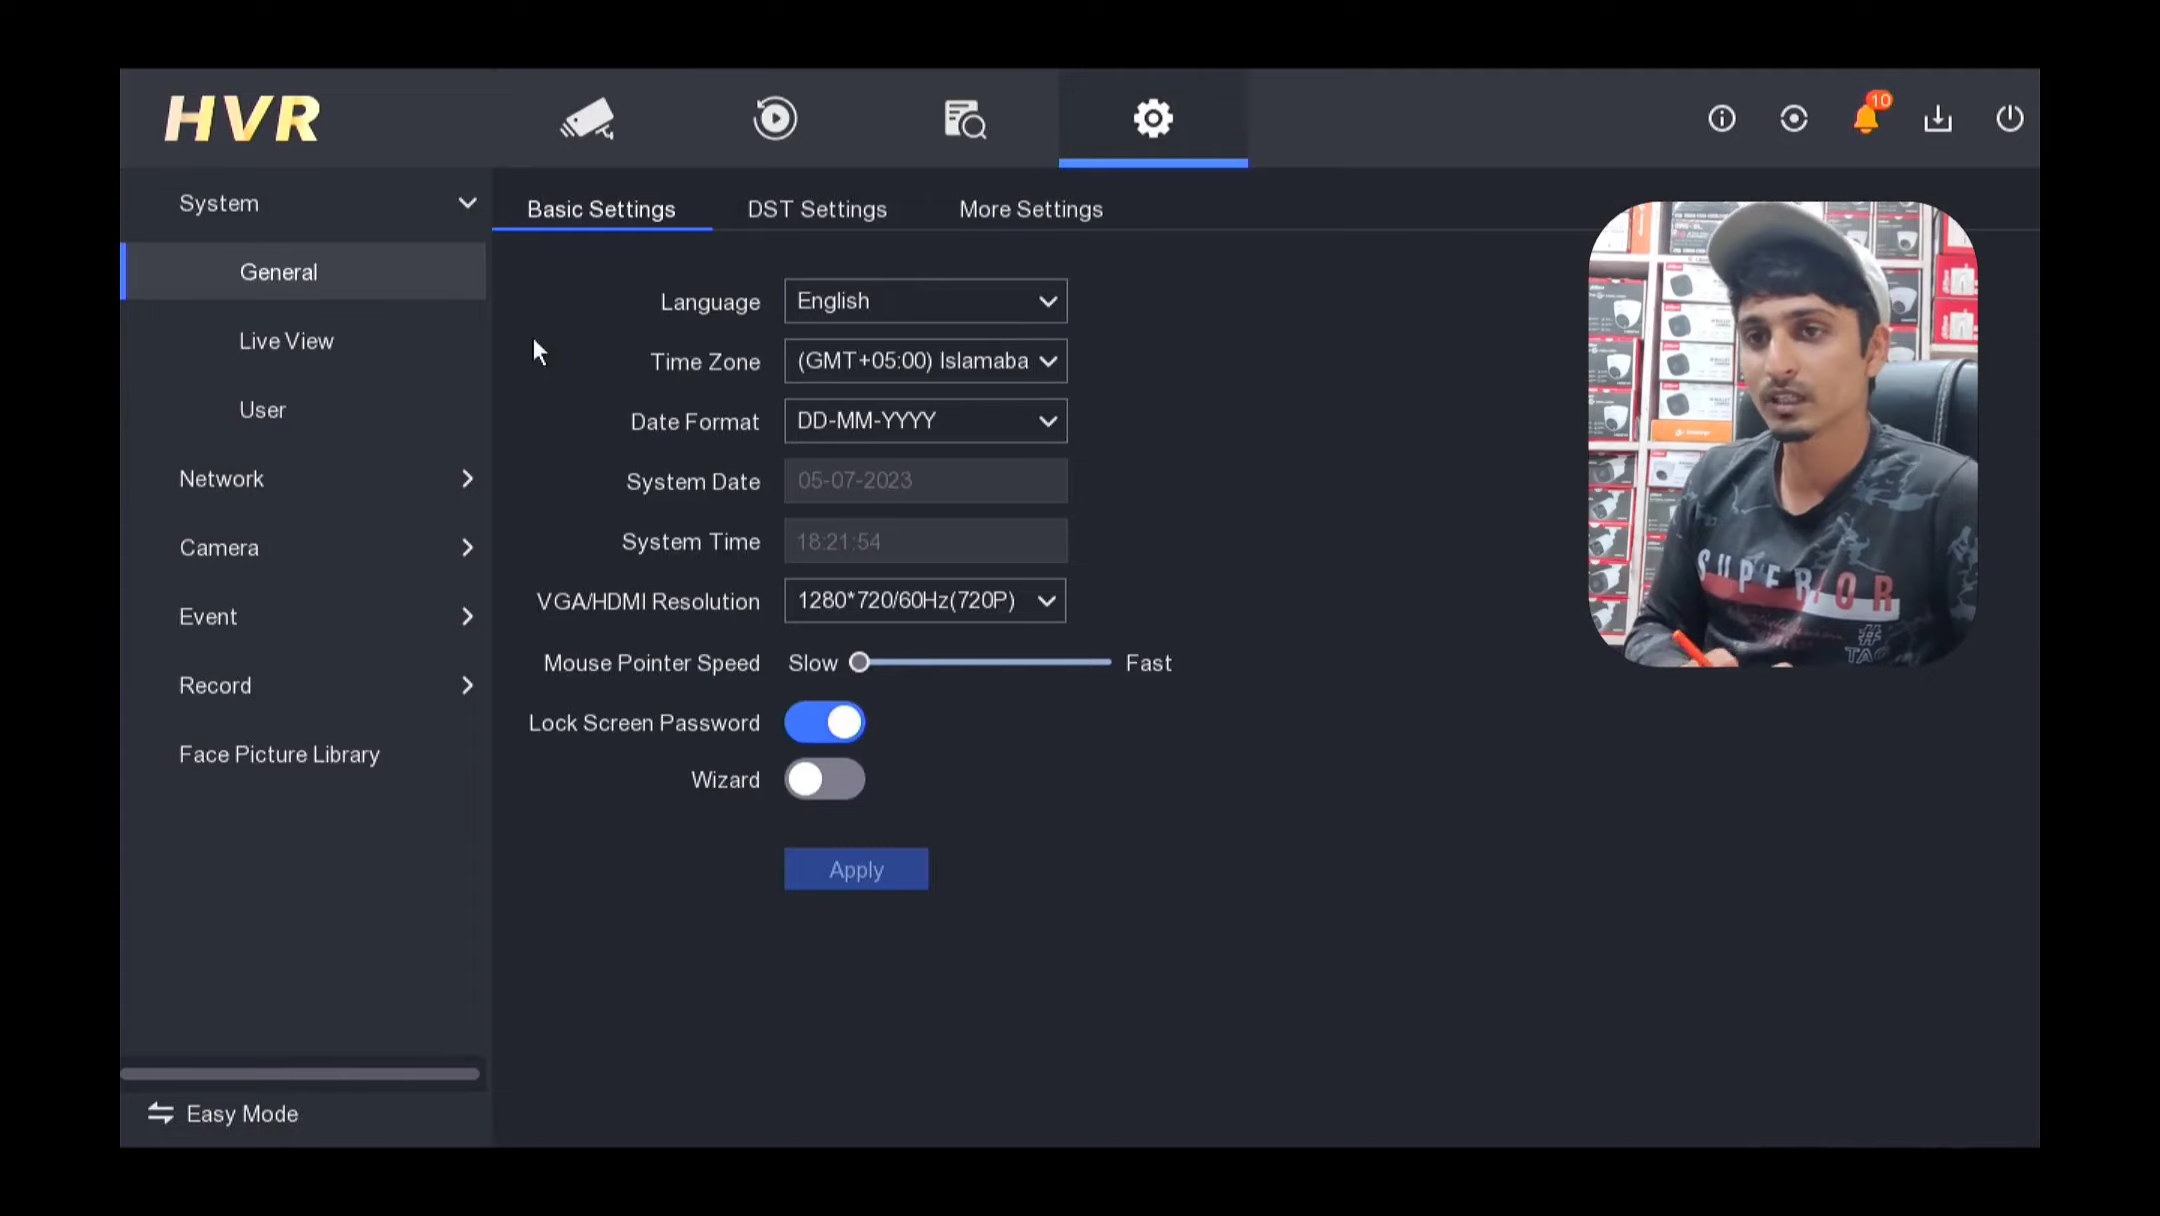 HVR
10
System
General
Live View
User
Network
Camera
Event
Record
Face Picture Library
Easy Mode
Basic Settings
DST Settings
More Settings
Language English
Time Zone (GMT+05:00) Islamaba
Date Format DD-MM-YYYY
System Date 05-07-2023
System Time 18:21:54
VGA/HDMI Resolution 1280*720/60Hz(720P)
Mouse Pointer Speed Slow Fast
Lock Screen Password
Wizard
Apply
SUPERIOR
#
TAG